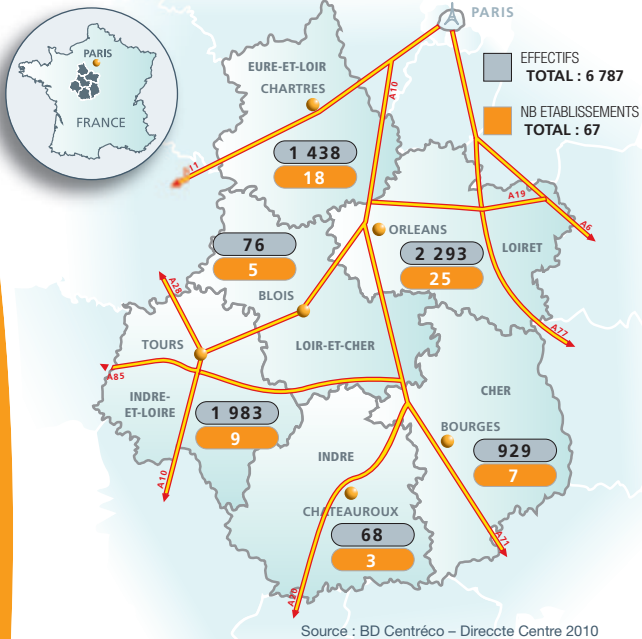 PARIS
PARIS
FRANCE
EFFECTIFS
TOTAL : 6 787
NB ETABLISSEMENTS
TOTAL : 67
EURE-ET-LOIR
CHARTRES
A10
1 438
18
A11
A19
A6
ORLEANS
LOIRET
76
5
2 293
25
A28
BLOIS
A77
TOURS
LOIR-ET-CHER
A85
INDRE-
ET-LOIRE
CHER
1 983
9
BOURGES
INDRE
929
7
A10
CHATEAUROUX
68
3
A71
A20
Source : BD Centréco – Direccte Centre 2010